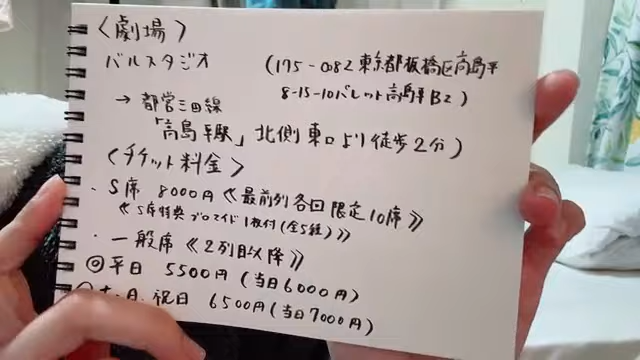 〈劇場〉
バルスタジオ
(175-0082 東京都板橋区高島平
8-15-10パレット高島平B2)
→ 都営三田線
「高島平駅」北側東口より徒歩2分)
〈チケット料金〉
・S席 8000円《最前列各回限定10席》
《S席特典 ブロマイド1枚付(全5種)》
・一般席《2列目以降》
◎平日 5500円(当日6000円)
日、祝日 6500円(当日7000円)